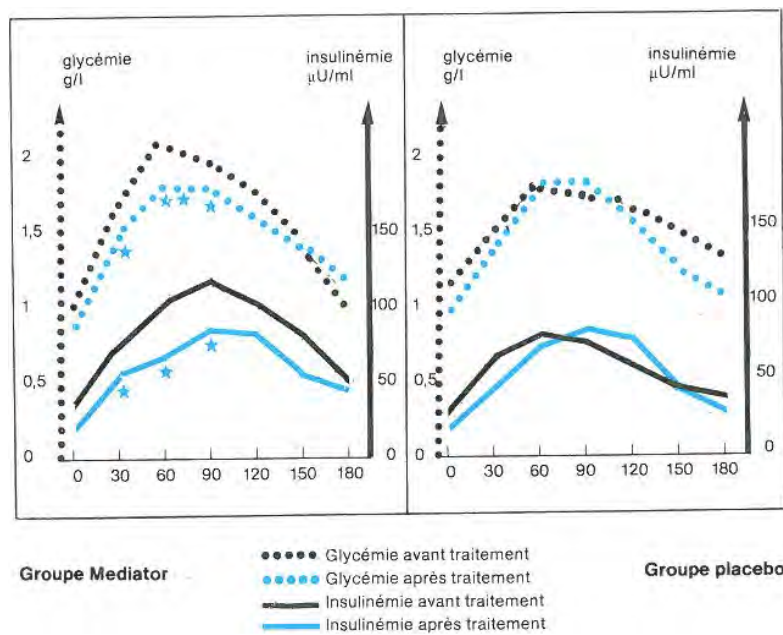 glycémie
g/l
insulinémie
µU/ml
2
1,5
1
0,5
0
150
100
50
0
0 30 60 90 120 150 180
glycémie
g/l
insulinémie
µU/ml
2
1,5
1
0,5
0
150
100
50
0
0 30 60 90 120 150 180
Groupe Mediator
Glycémie avant traitement
Glycémie après traitement
Insulinémie avant traitement
Insulinémie après traitement
Groupe placebo